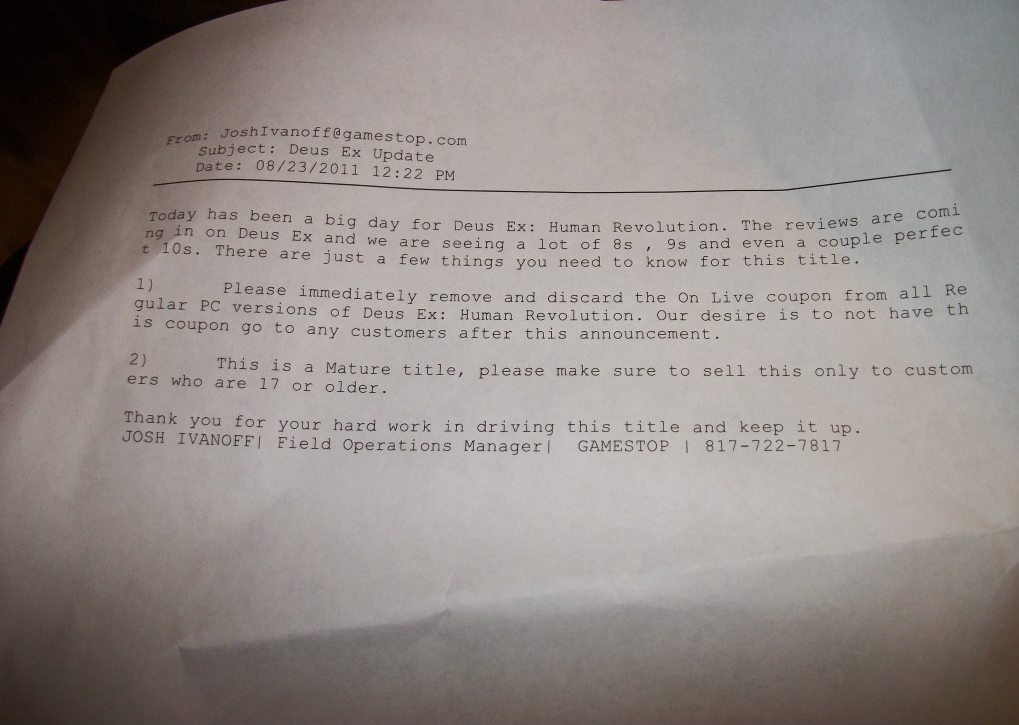 From: JoshIvanoff@gamestop.com
Subject: Deus Ex Update
Date: 08/23/2011 12:22 PM
Today has been a big day for Deus Ex: Human Revolution. The reviews are comi
ng in on Deus Ex and we are seeing a lot of 8s , 9s and even a couple perfec
t 10s. There are just a few things you need to know for this title.
1) Please immediately remove and discard the On Live coupon from all Re
gular PC versions of Deus Ex: Human Revolution. Our desire is to not have th
is coupon go to any customers after this announcement.
2) This is a Mature title, please make sure to sell this only to custom
ers who are 17 or older.
Thank you for your hard work in driving this title and keep it up.
JOSH IVANOFF| Field Operations Manager| GAMESTOP | 817-722-7817